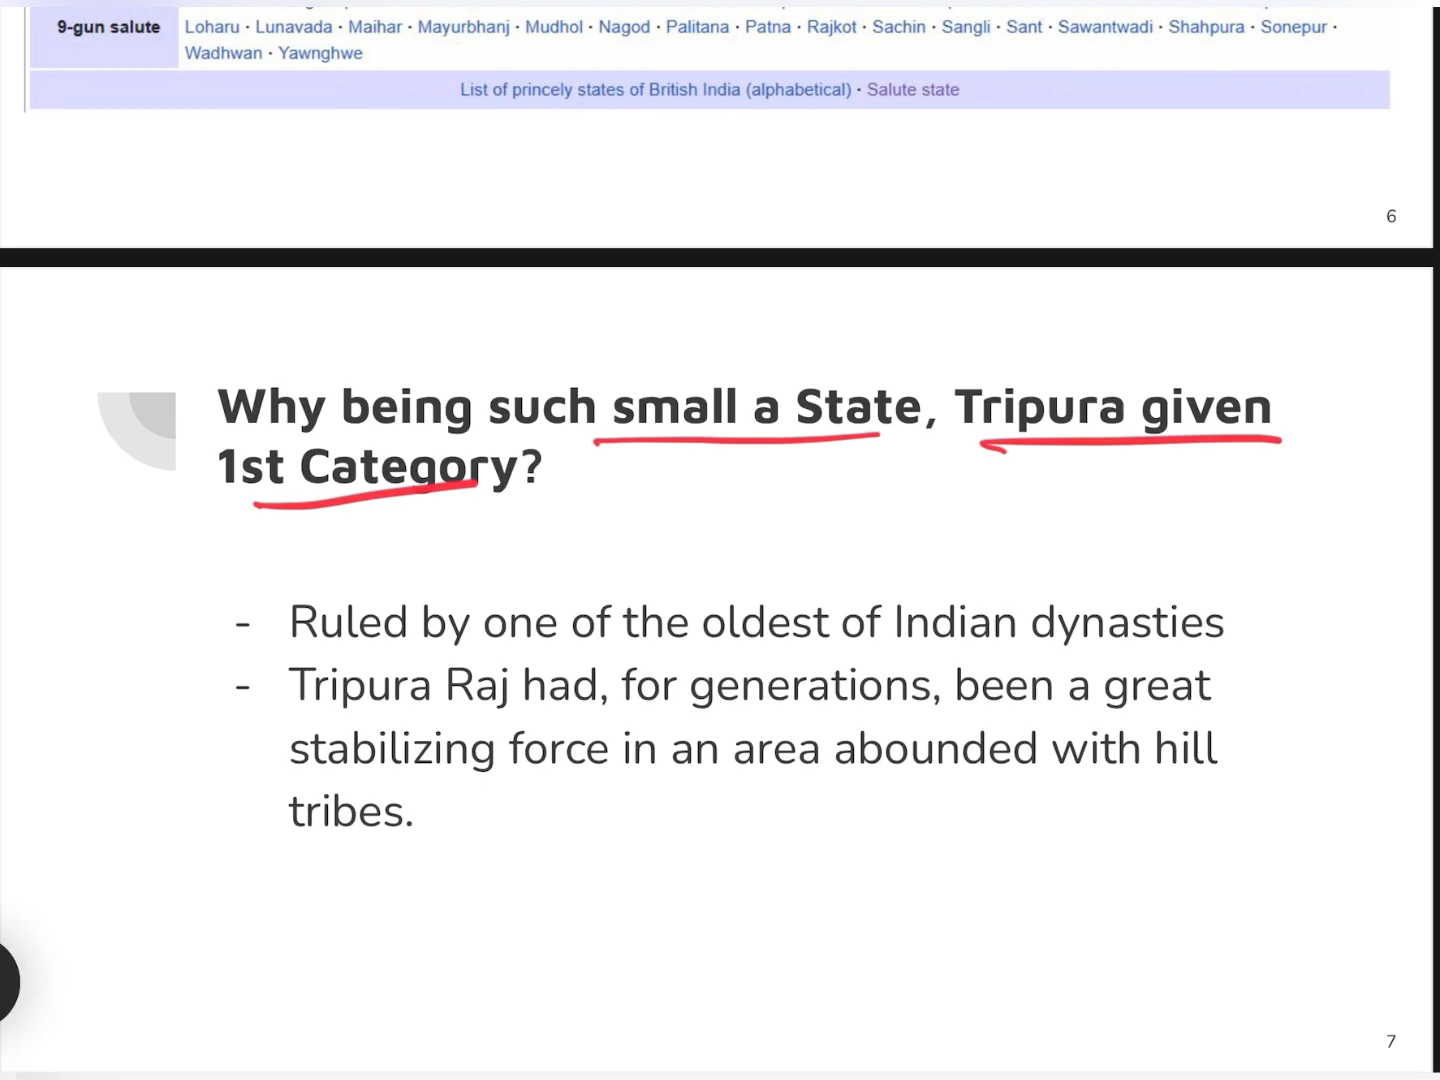 9-gun salute Loharu · Lunavada · Maihar · Mayurbhanj · Mudhol · Nagod · Palitana · Patna · Rajkot · Sachin · Sangli · Sant · Sawantwadi · Shahpura · Sonepur ·
Wadhwan · Yawnghwe
List of princely states of British India (alphabetical) · Salute state
6
Why being such small a State, Tripura given
1st Category?
- Ruled by one of the oldest of Indian dynasties
- Tripura Raj had, for generations, been a great
stabilizing force in an area abounded with hill
tribes.
7